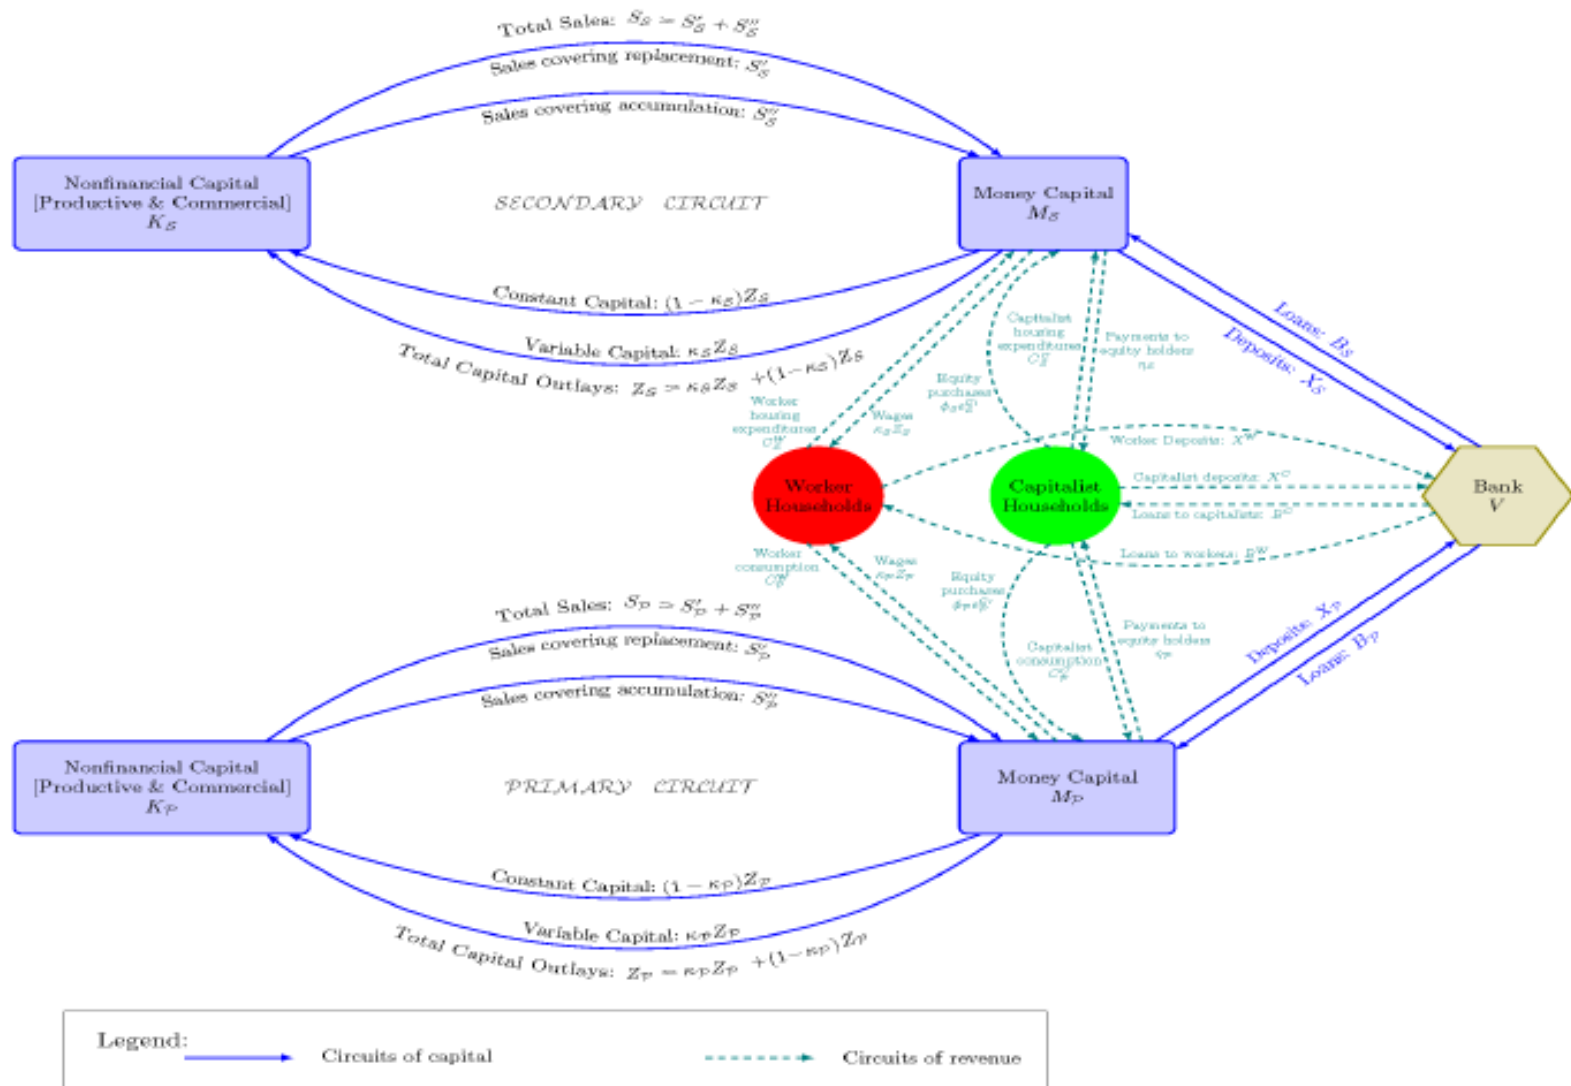 Total Sales: S_S = S'_S + S''_S
Sales covering replacement: S'_S
Sales covering accumulation: S''_S
Nonfinancial Capital
[Productive & Commercial]
K_S
SECONDARY CIRCUIT
Money Capital
M_S
Constant Capital: (1 − κ_S)Z_S
Variable Capital: κ_S Z_S
Total Capital Outlays: Z_S = κ_S Z_S + (1−κ_S)Z_S
Loans: B_S
Deposits: X_S
Capitalist
housing
expenditures
Payments to
equity holders
Equity
purchases
Worker
housing
expenditures
Wages
κ_S Z_S
Worker Deposits: X^W
Capitalist deposits: X^C
Loans to capitalists: B^C
Loans to workers: B^W
Worker
Households
Capitalist
Households
Bank
V
Worker
consumption
Wages
κ_P Z_P
Equity
purchases
Capitalist
consumption
Payments to
equity holders
Deposits: X_P
Loans: B_P
Total Sales: S_P = S'_P + S''_P
Sales covering replacement: S'_P
Sales covering accumulation: S''_P
Nonfinancial Capital
[Productive & Commercial]
K_P
PRIMARY CIRCUIT
Money Capital
M_P
Constant Capital: (1 − κ_P)Z_P
Variable Capital: κ_P Z_P
Total Capital Outlays: Z_P = κ_P Z_P + (1−κ_P)Z_P
Legend:
Circuits of capital
Circuits of revenue